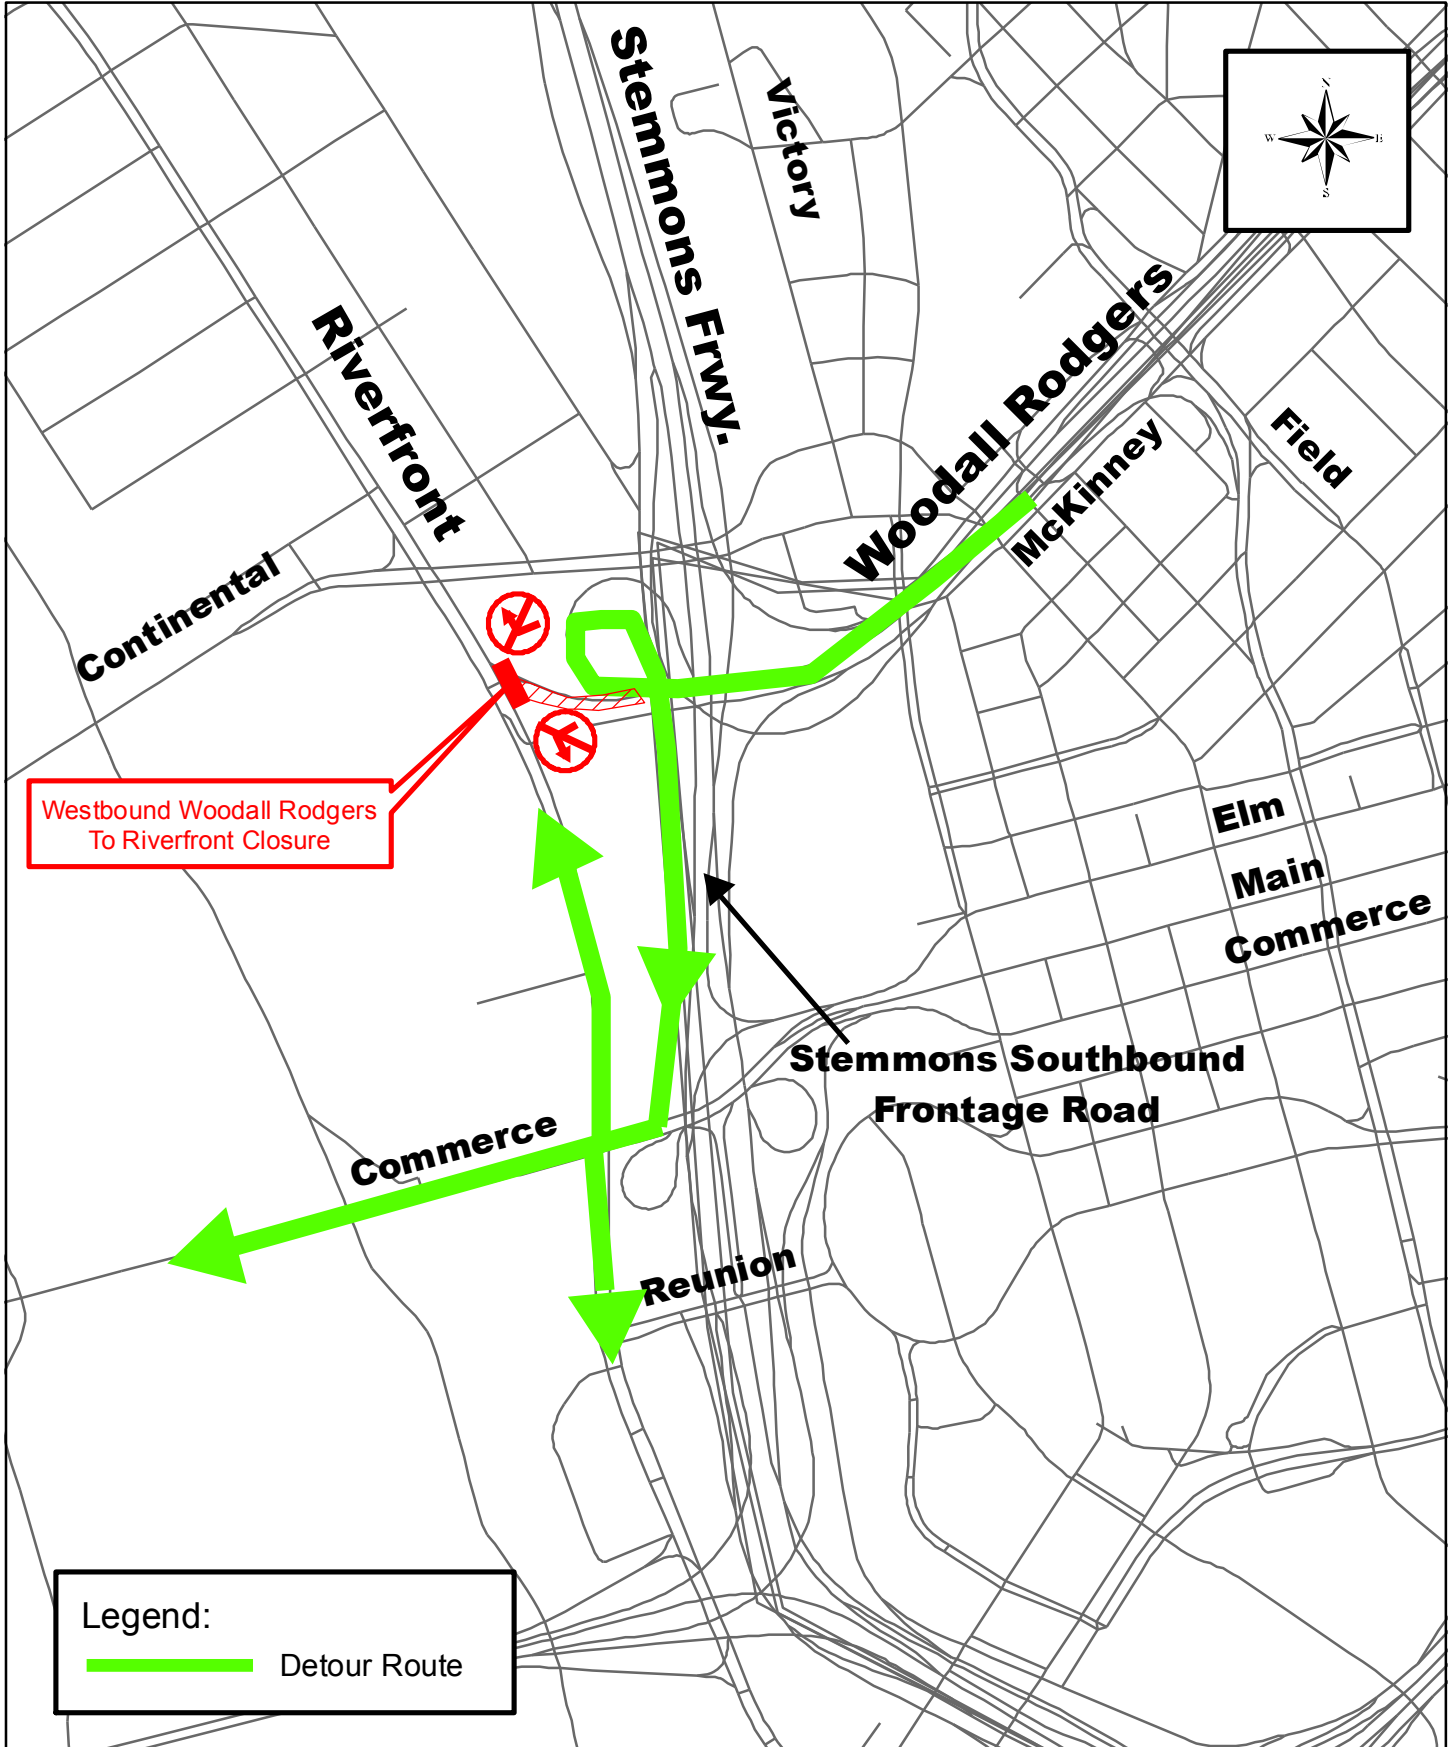 Stemmons Frwy.
Victory
N
W E
S
Riverfront
Woodall Rodgers
McKinney
Field
Continental
Westbound Woodall Rodgers
To Riverfront Closure
Elm
Main
Commerce
Stemmons Southbound
Frontage Road
Commerce
Reunion
Legend:
Detour Route